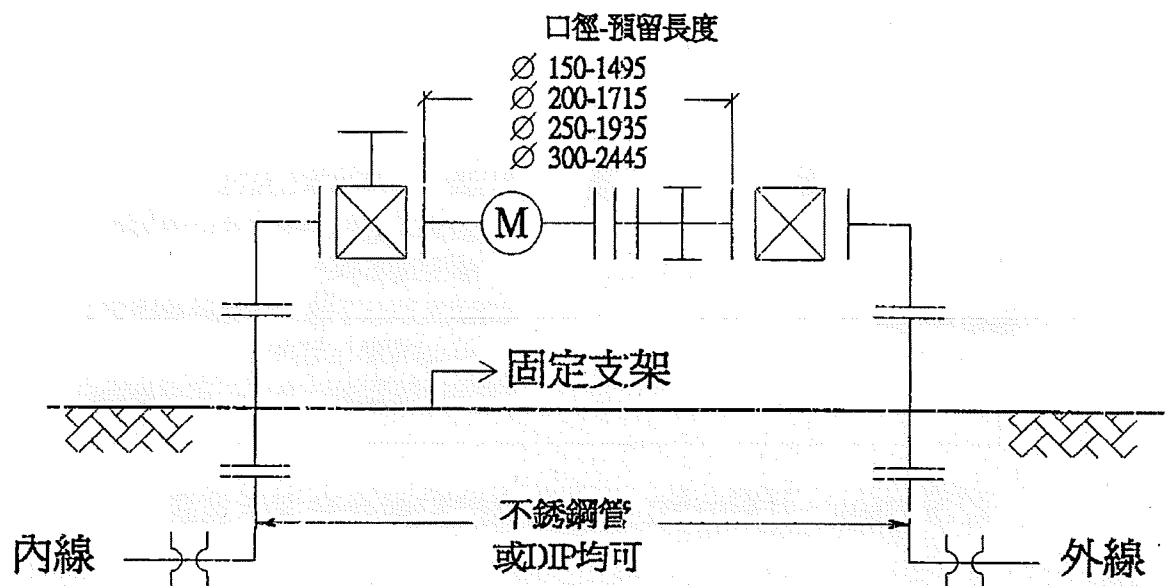 口徑-預留長度
∅ 150-1495
∅ 200-1715
∅ 250-1935
∅ 300-2445
M
固定支架
不銹鋼管
或DIP均可
內線
外線